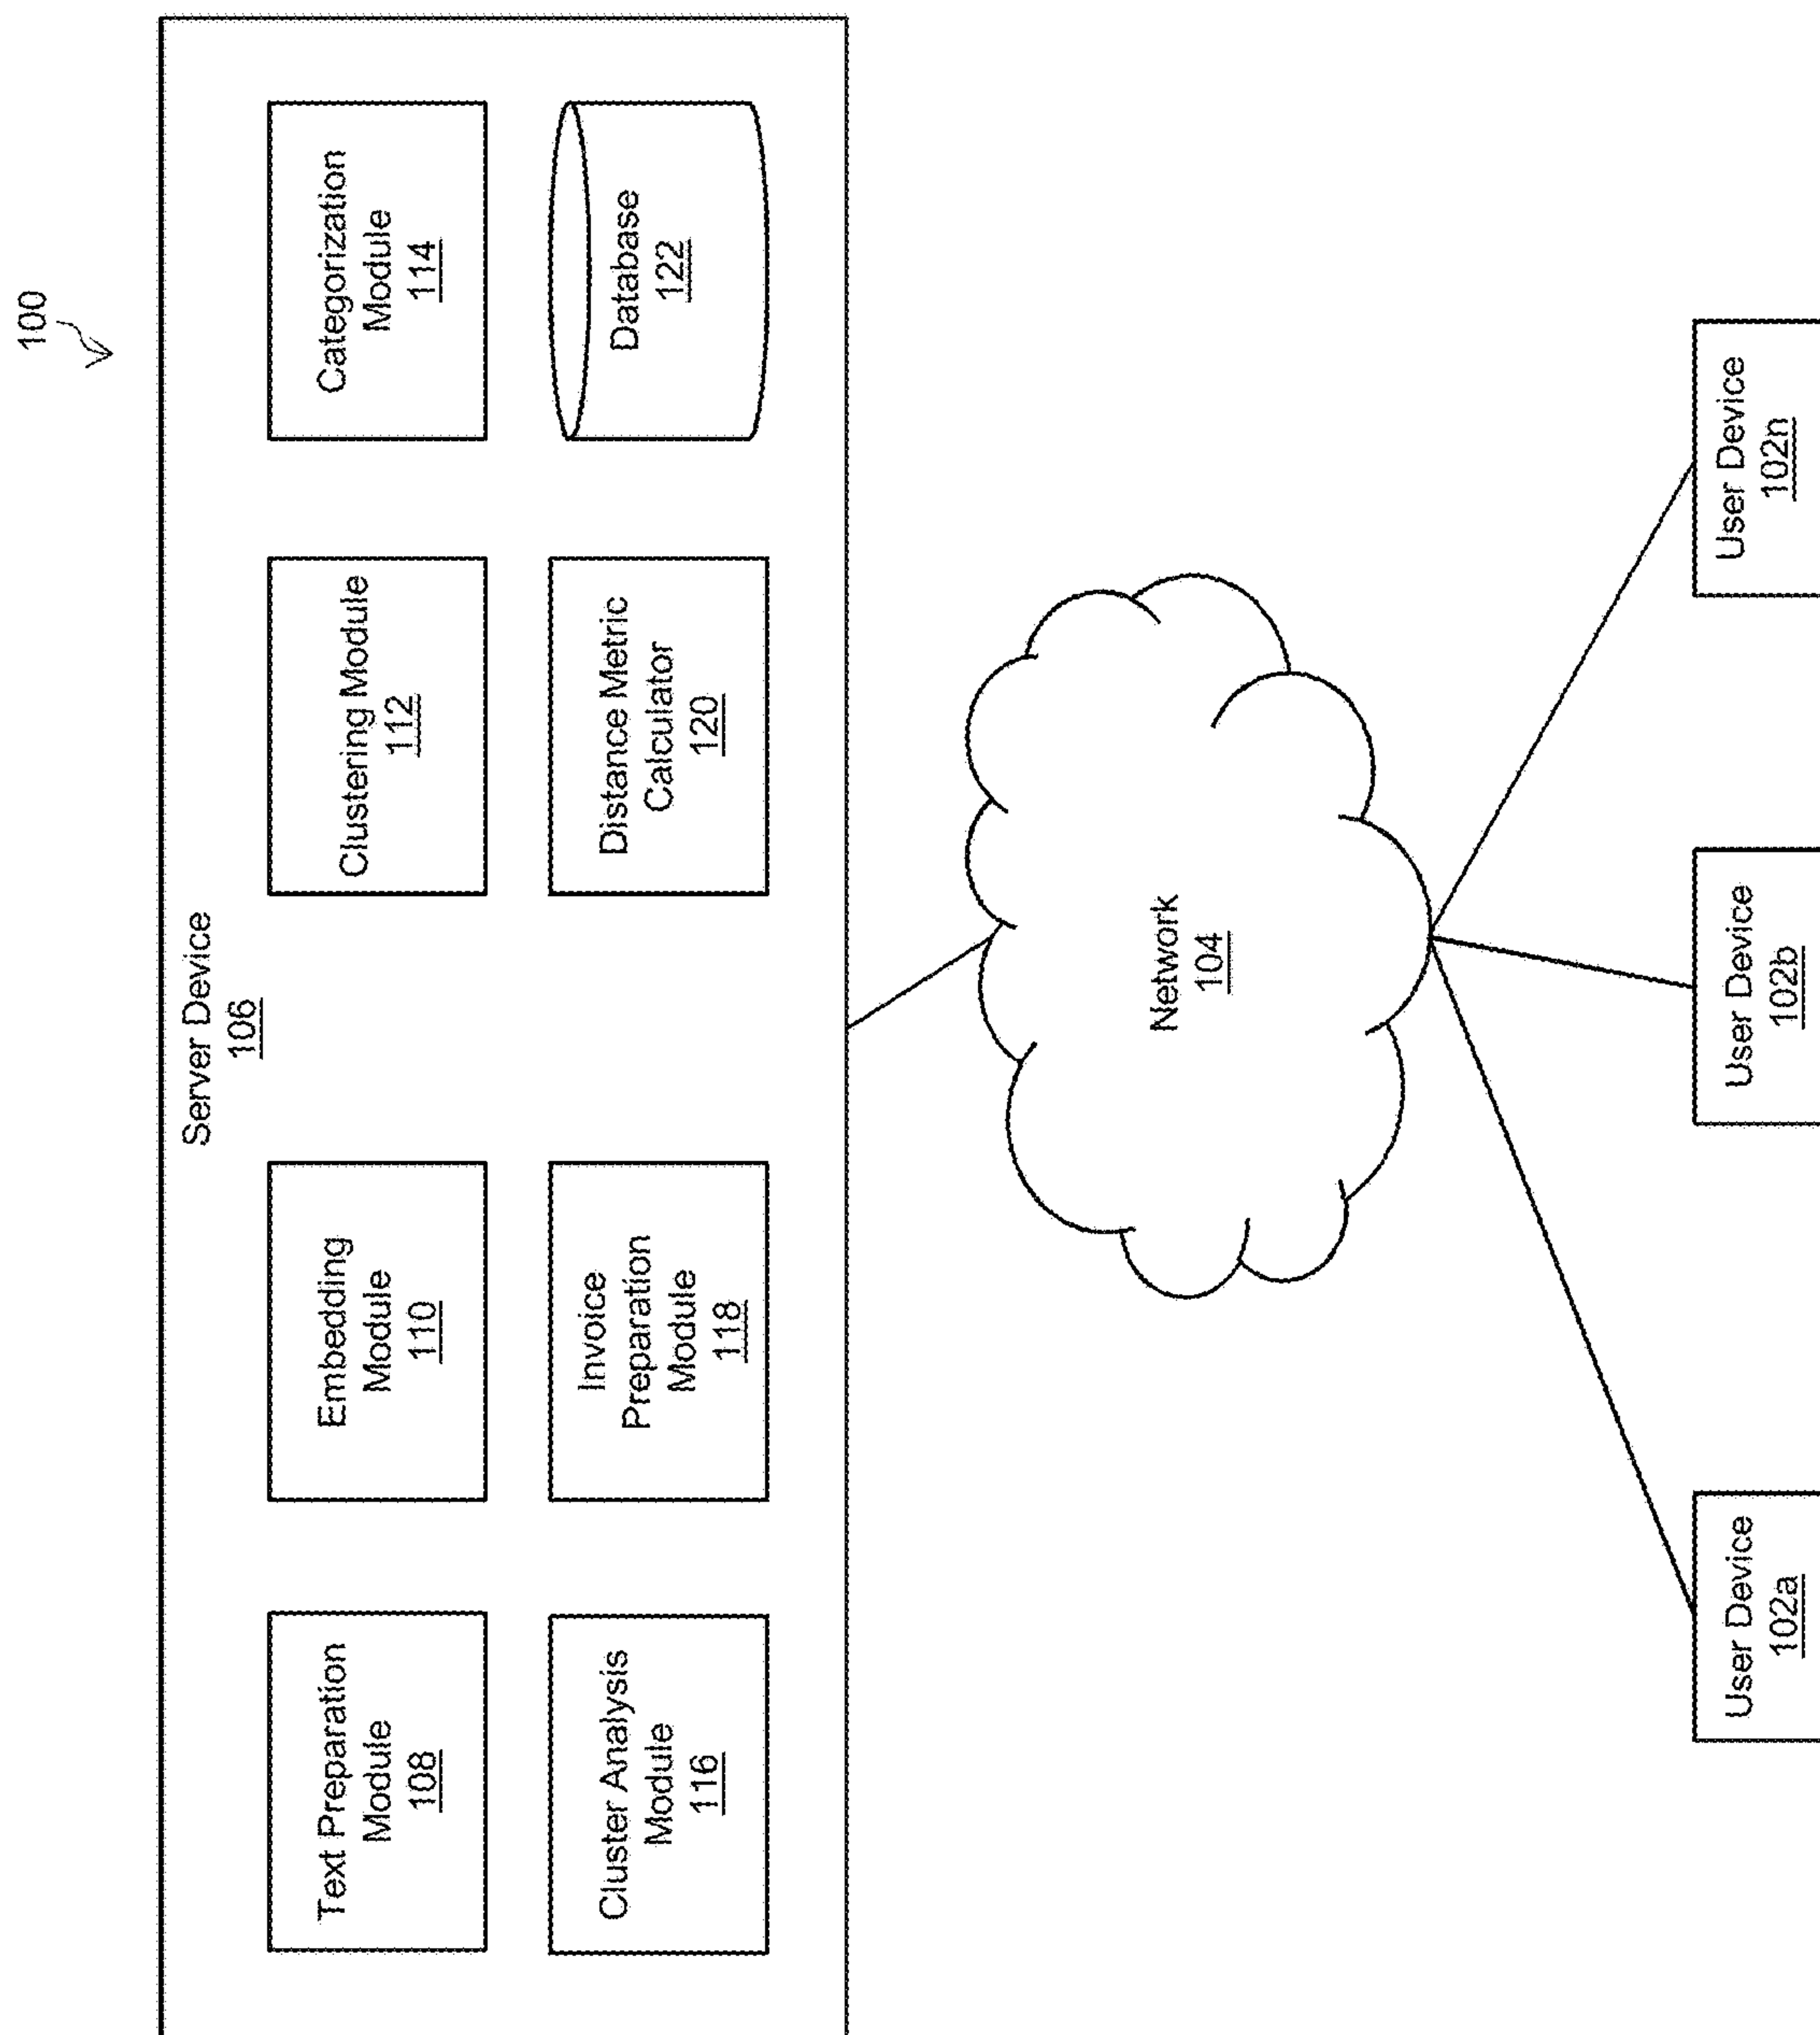 100
Server Device
106
Text Preparation
Module
108
Embedding
Module
110
Clustering Module
112
Categorization
Module
114
Cluster Analysis
Module
116
Invoice
Preparation
Module
118
Distance Metric
Calculator
120
Database
122
Network
104
User Device
102a
User Device
102b
User Device
102n